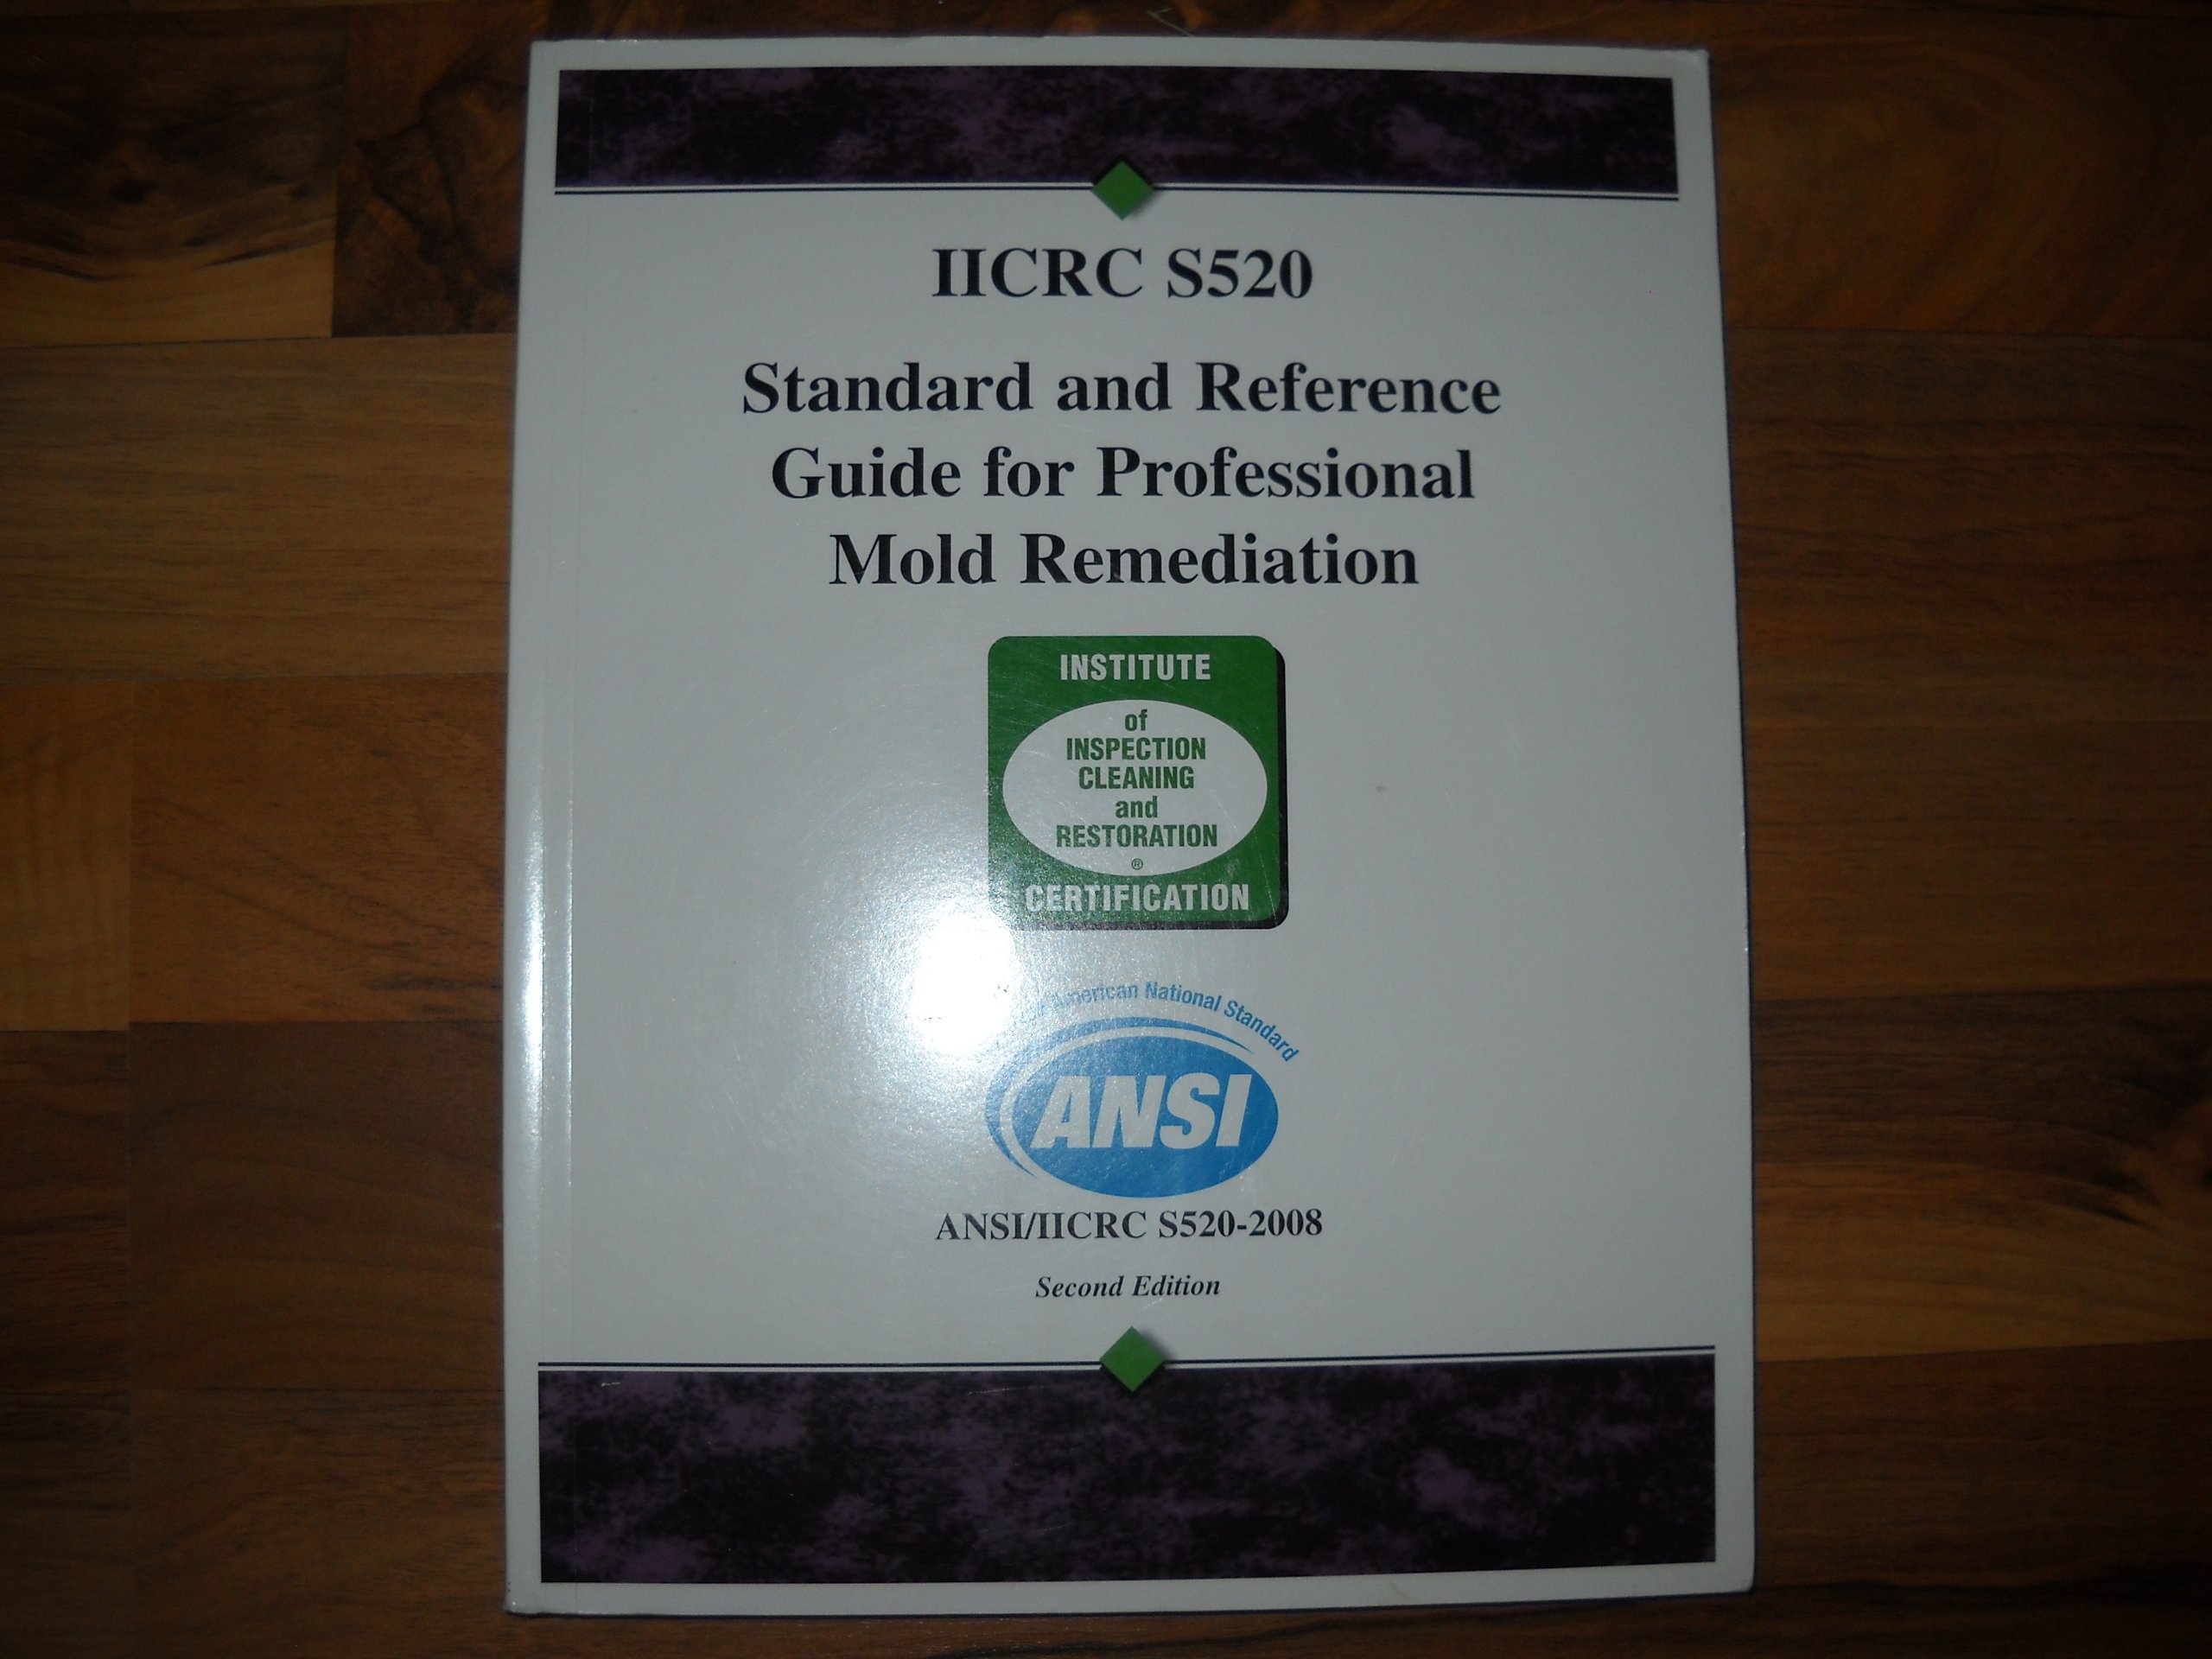 IICRC S520
Standard and Reference
Guide for Professional
Mold Remediation
INSTITUTE
of
INSPECTION
CLEANING
and
RESTORATION
®
CERTIFICATION
American National Standard
ANSI
ANSI/IICRC S520-2008
Second Edition